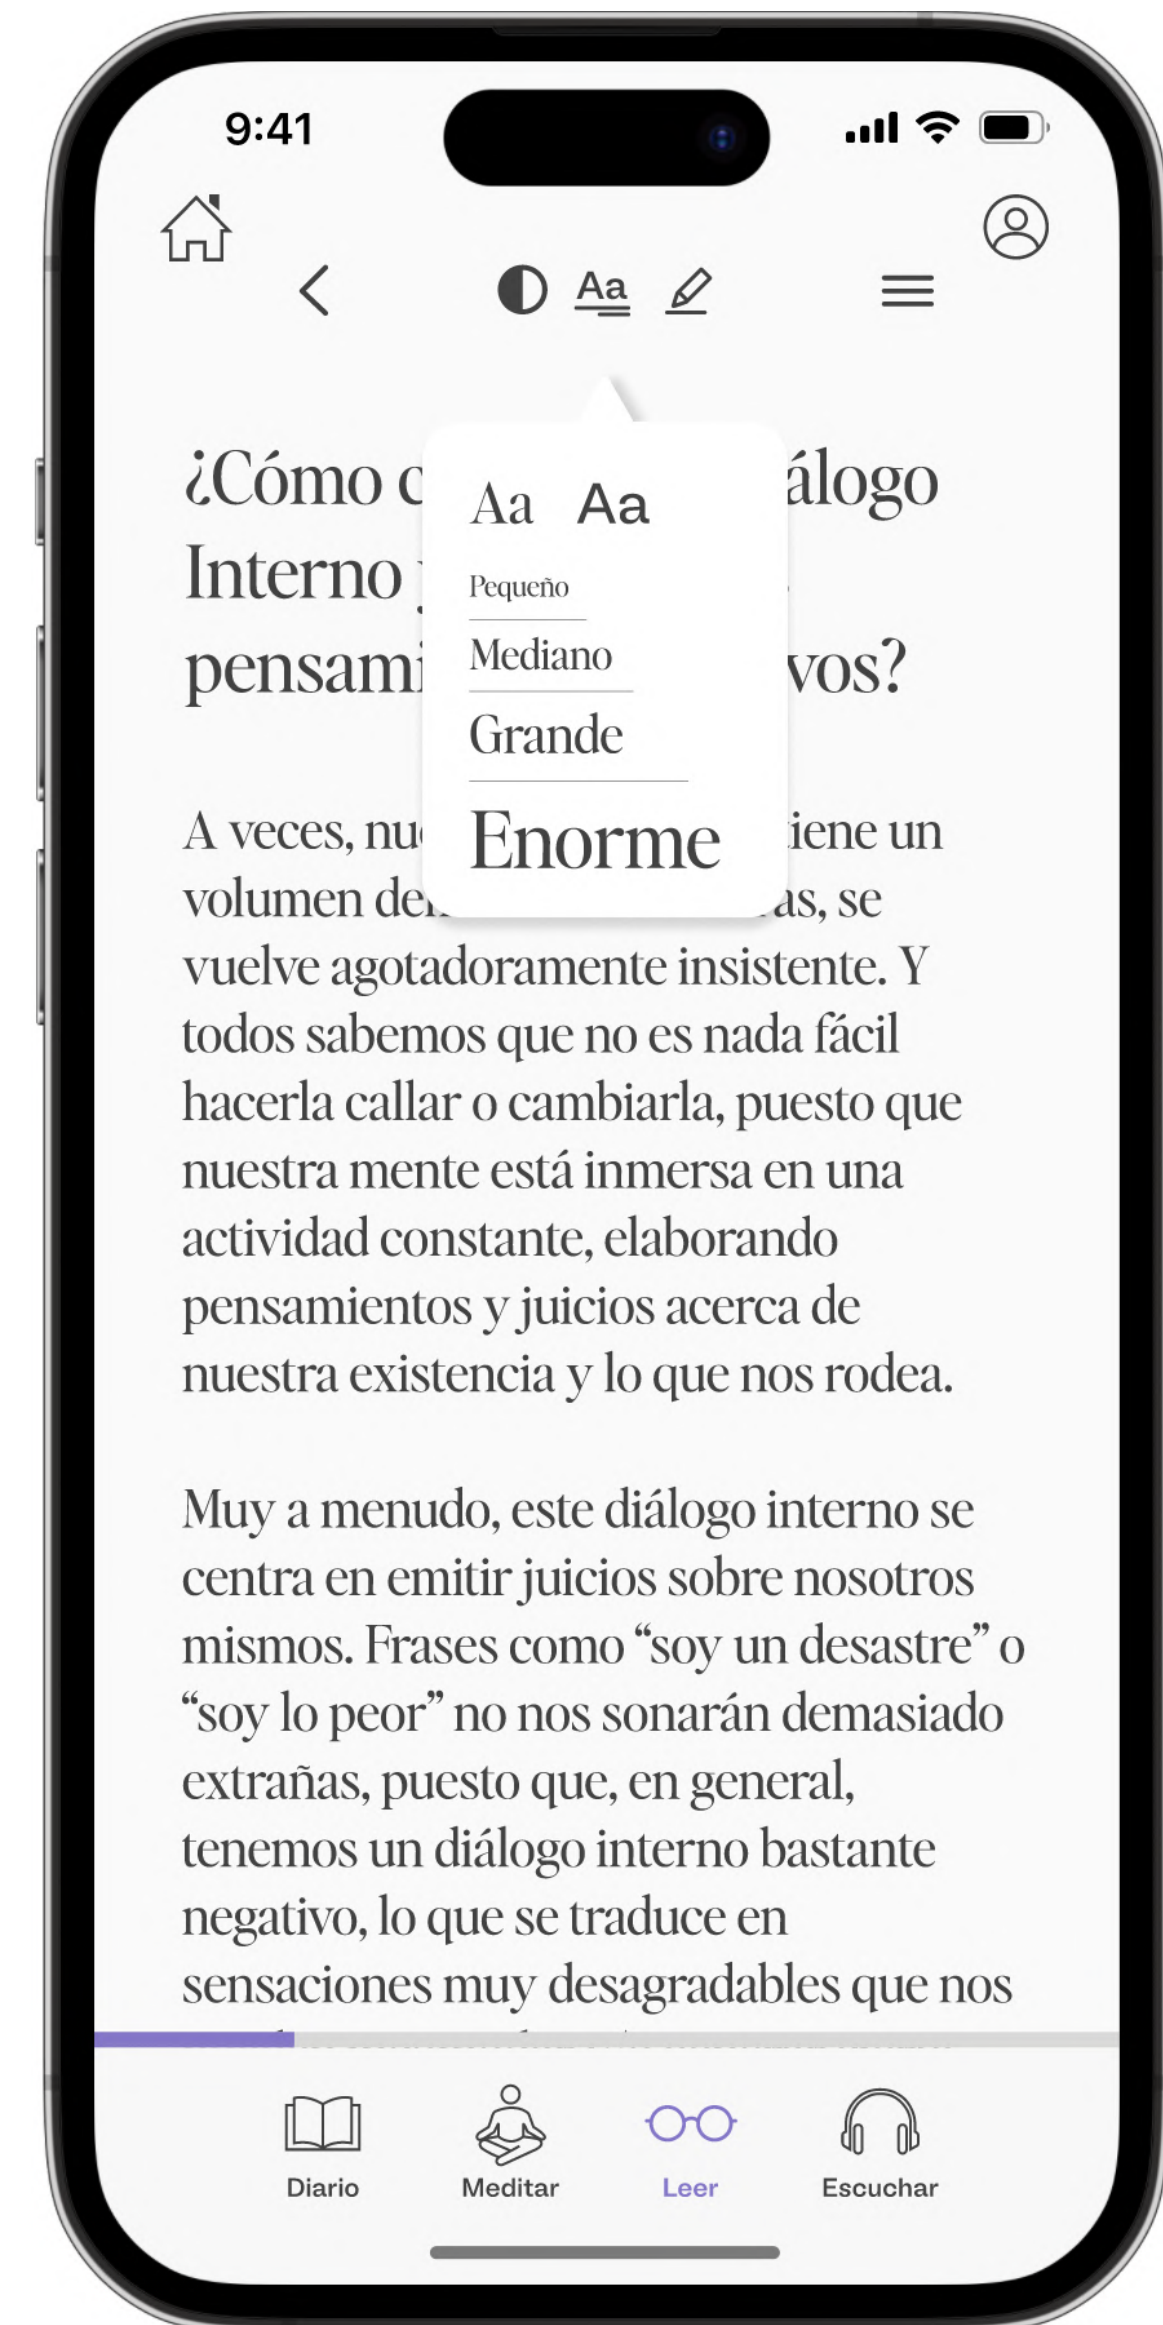 9:41
Aa
¿Cómo álogo
Interno
vos?
Aa Aa
Pequeño
Mediano
Grande
Enorme
A veces, iene un
volumen se
vuelve agotadoramente insistente. Y
todos sabemos que no es nada fácil
hacerla callar o cambiarla, puesto que
nuestra mente está inmersa en una
actividad constante, elaborando
pensamientos y juicios acerca de
nuestra existencia y lo que nos rodea.
Muy a menudo, este diálogo interno se
centra en emitir juicios sobre nosotros
mismos. Frases como “soy un desastre” o
“soy lo peor” no nos sonarán demasiado
extrañas, puesto que, en general,
tenemos un diálogo interno bastante
negativo, lo que se traduce en
sensaciones muy desagradables que nos
Diario Meditar Leer Escuchar